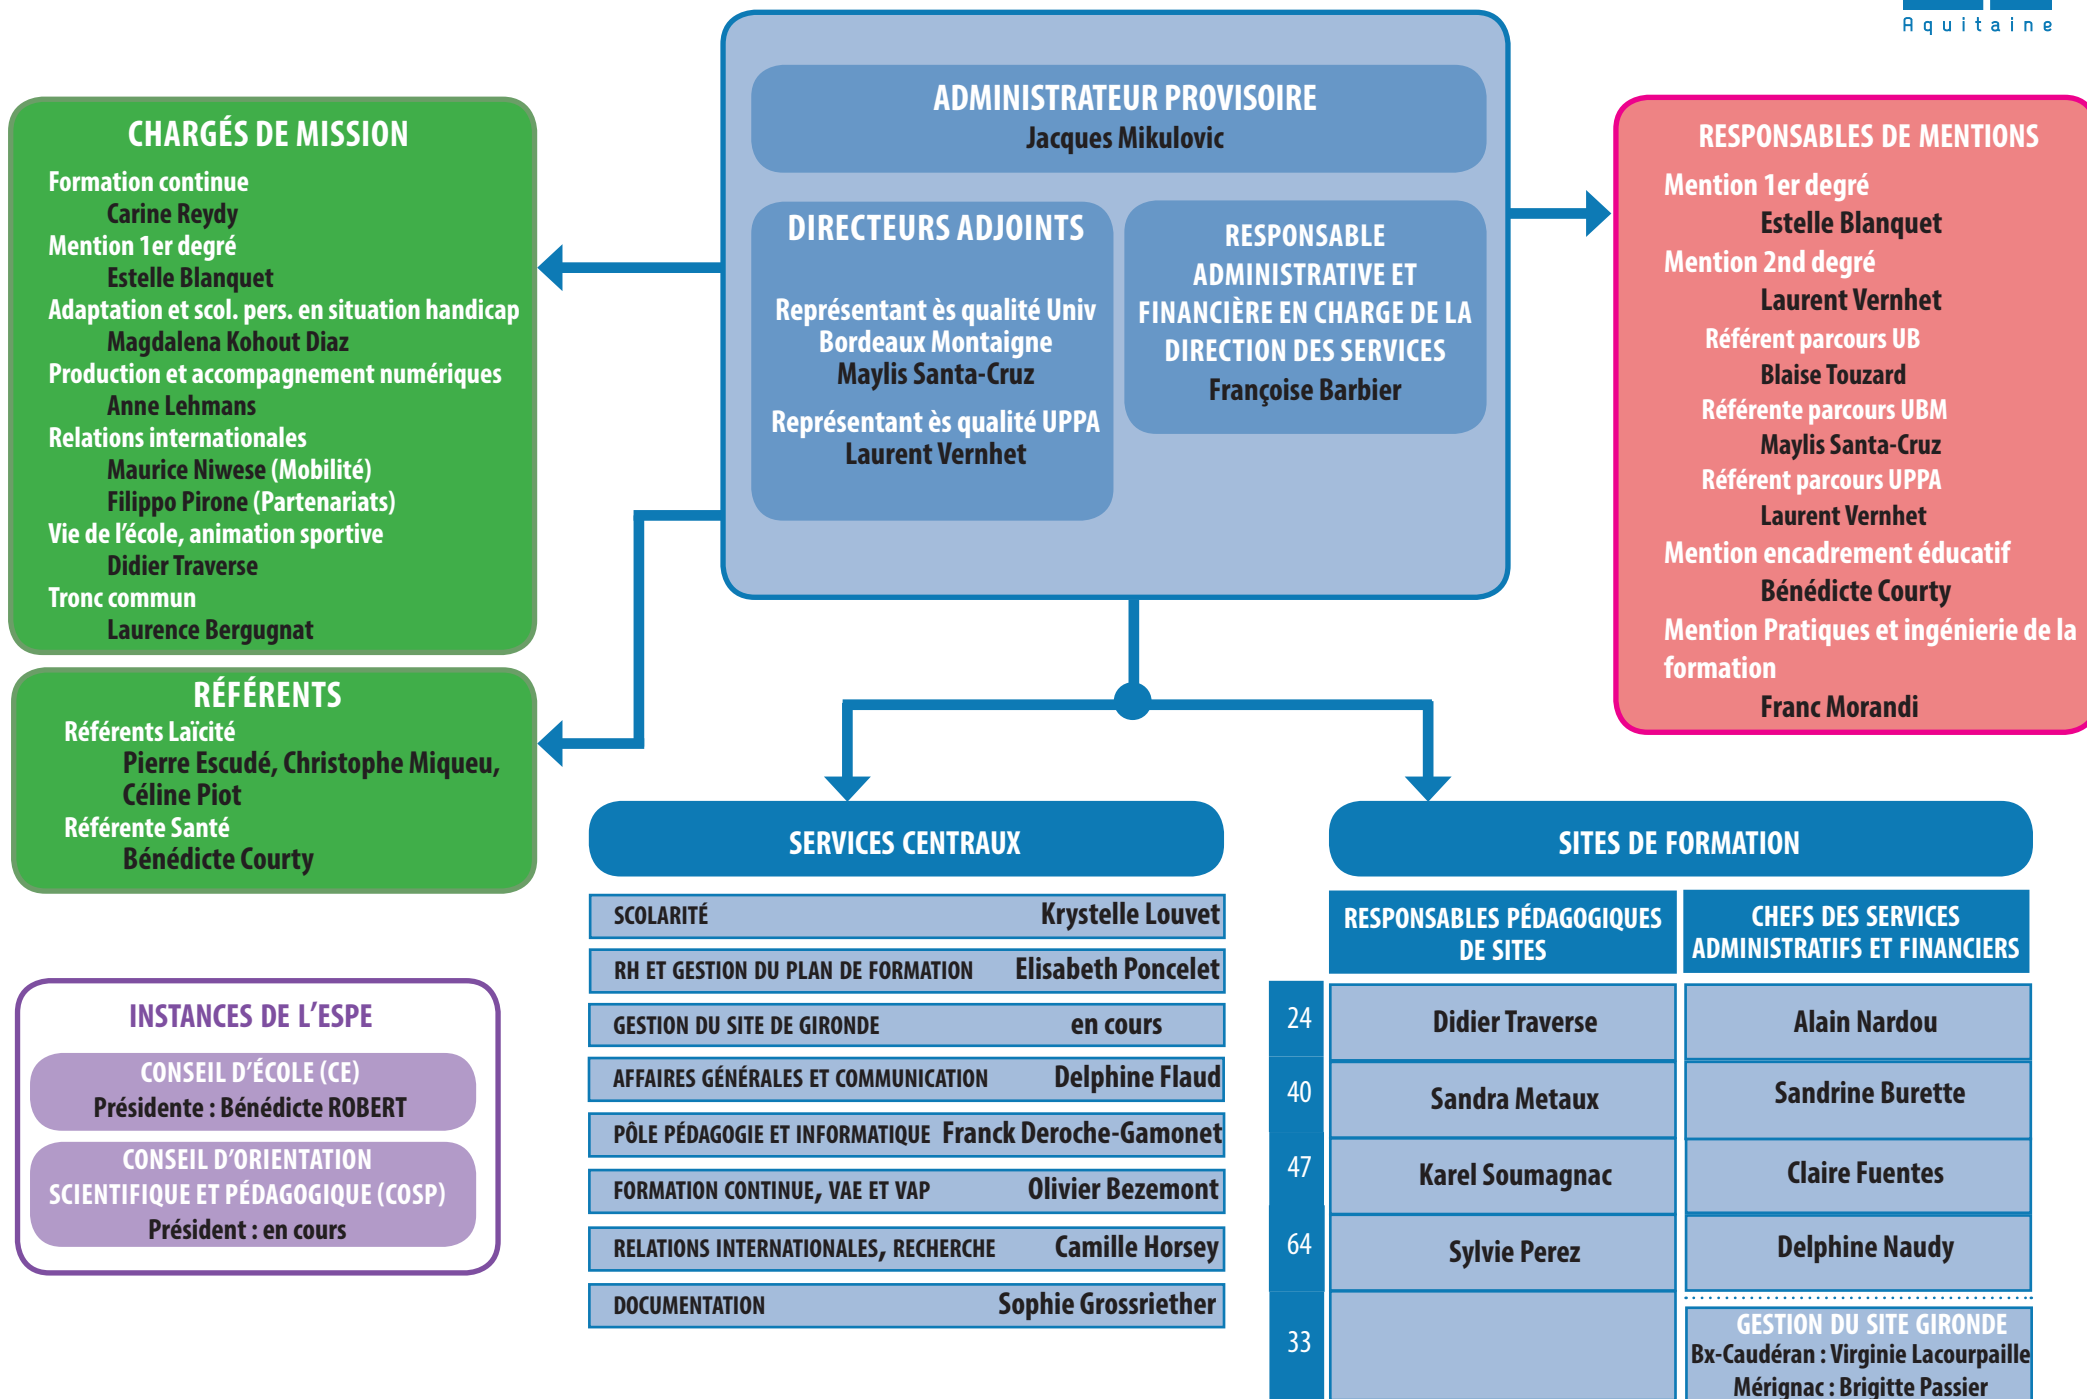 Aquitaine
ADMINISTRATEUR PROVISOIRE
Jacques Mikulovic
DIRECTEURS ADJOINTS
Représentant ès qualité Univ
Bordeaux Montaigne
Maylis Santa-Cruz
Représentant ès qualité UPPA
Laurent Vernhet
RESPONSABLE
ADMINISTRATIVE ET
FINANCIÈRE EN CHARGE DE LA
DIRECTION DES SERVICES
Françoise Barbier
CHARGÉS DE MISSION
Formation continue
Carine Reydy
Mention 1er degré
Estelle Blanquet
Adaptation et scol. pers. en situation handicap
Magdalena Kohout Diaz
Production et accompagnement numériques
Anne Lehmans
Relations internationales
Maurice Niwese (Mobilité)
Filippo Pirone (Partenariats)
Vie de l'école, animation sportive
Didier Traverse
Tronc commun
Laurence Bergugnat
RÉFÉRENTS
Référents Laïcité
Pierre Escudé, Christophe Miqueu,
Céline Piot
Référente Santé
Bénédicte Courty
INSTANCES DE L'ESPE
CONSEIL D'ÉCOLE (CE)
Présidente : Bénédicte ROBERT
CONSEIL D'ORIENTATION
SCIENTIFIQUE ET PÉDAGOGIQUE (COSP)
Président : en cours
RESPONSABLES DE MENTIONS
Mention 1er degré
Estelle Blanquet
Mention 2nd degré
Laurent Vernhet
Référent parcours UB
Blaise Touzard
Référente parcours UBM
Maylis Santa-Cruz
Référent parcours UPPA
Laurent Vernhet
Mention encadrement éducatif
Bénédicte Courty
Mention Pratiques et ingénierie de la
formation
Franc Morandi
SERVICES CENTRAUX
SCOLARITÉ Krystelle Louvet
RH ET GESTION DU PLAN DE FORMATION Elisabeth Poncelet
GESTION DU SITE DE GIRONDE en cours
AFFAIRES GÉNÉRALES ET COMMUNICATION Delphine Flaud
PÔLE PÉDAGOGIE ET INFORMATIQUE Franck Deroche-Gamonet
FORMATION CONTINUE, VAE ET VAP Olivier Bezemont
RELATIONS INTERNATIONALES, RECHERCHE Camille Horsey
DOCUMENTATION Sophie Grossriether
SITES DE FORMATION
RESPONSABLES PÉDAGOGIQUES
DE SITES
CHEFS DES SERVICES
ADMINISTRATIFS ET FINANCIERS
24 Didier Traverse Alain Nardou
40 Sandra Metaux Sandrine Burette
47 Karel Soumagnac Claire Fuentes
64 Sylvie Perez Delphine Naudy
33
GESTION DU SITE GIRONDE
Bx-Caudéran : Virginie Lacourpaille
Mérignac : Brigitte Passier